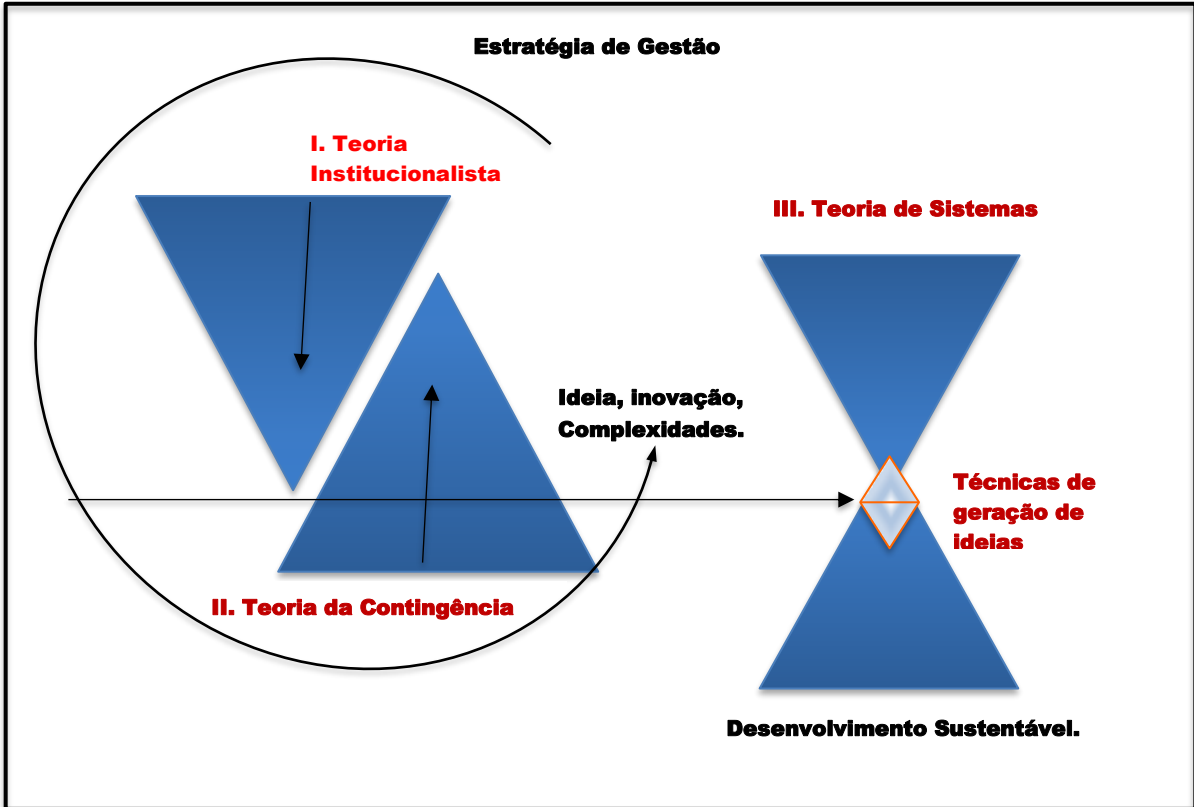 Estratégia de Gestão
I. Teoria
Institucionalista
III. Teoria de Sistemas
Ideia, inovação,
Complexidades.
Técnicas de
geração de
ideias
II. Teoria da Contingência
Desenvolvimento Sustentável.